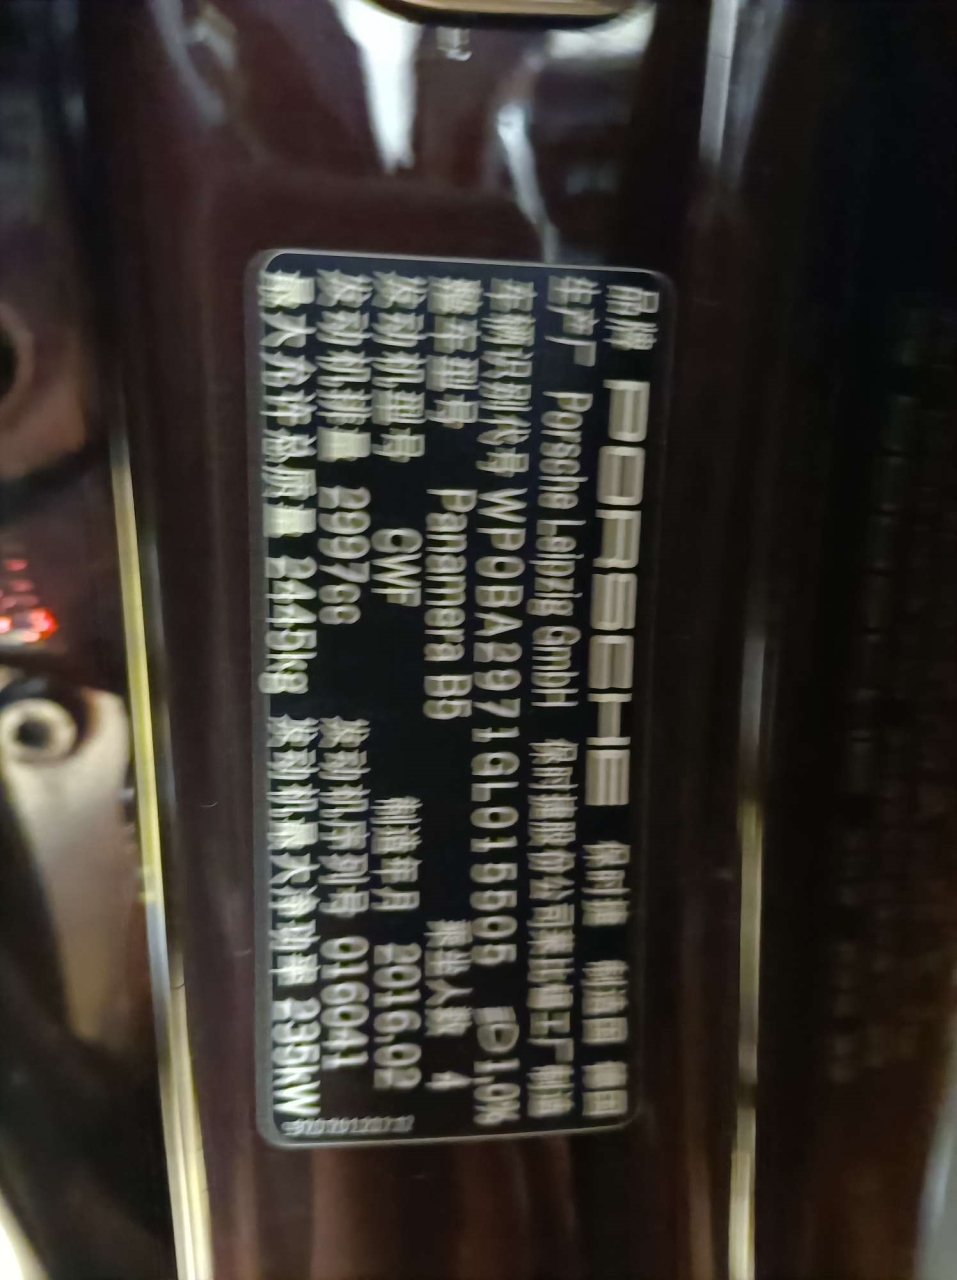 品牌 PORSCHE 保时捷 制造国 德国
生产厂 Porsche Leipzig GmbH 保时捷股份公司莱比锡工厂制造
车辆识别代号 WP0BA2971GL015505 1,0%
整车型号 Panamera B5 乘坐人数 4
发动机型号 CWF 制造年月 2016.02
发动机排量 2997cc 发动机序列号 016041
最大允许总质量 2445kg 发动机最大净功率 235kW